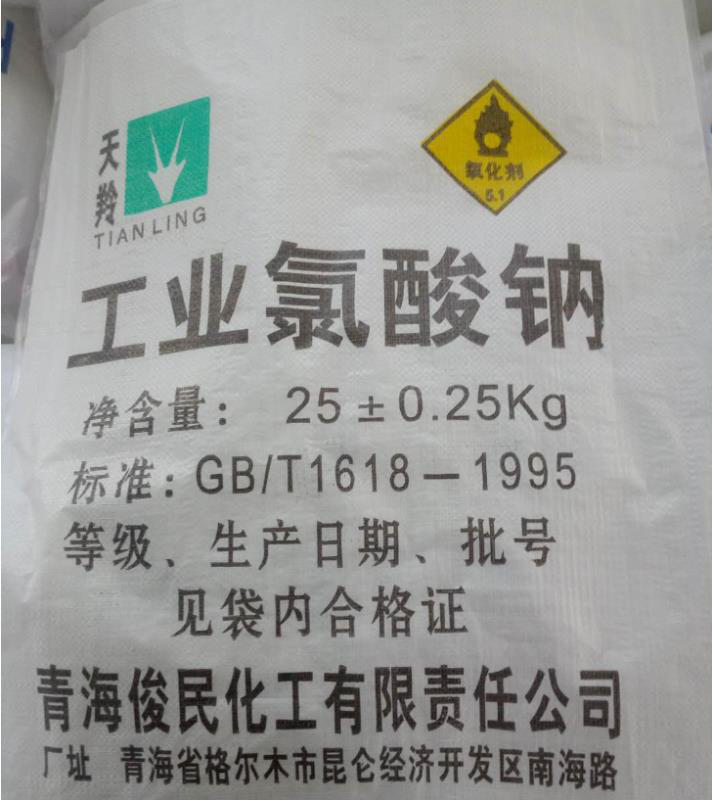 天羚
TIANLING
氧化剂
5.1
工业氯酸钠
净含量：25±0.25Kg
标准：GB/T1618－1995
等级、生产日期、批号
见袋内合格证
青海俊民化工有限责任公司
厂址 青海省格尔木市昆仑经济开发区南海路